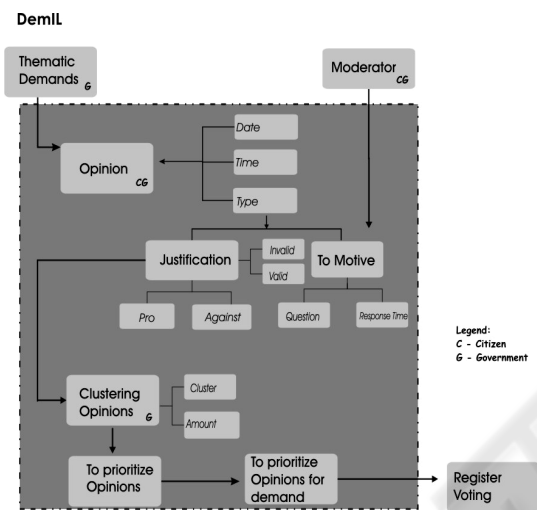 DemIL
Thematic
Demands G
Moderator
CG
Date
Opinion
CG
Time
Type
Justification
Invalid
Valid
To Motive
Pro
Against
Question
Response Time
Legend:
C - Citizen
G - Government
Clustering
Opinions G
Cluster
Amount
To prioritize
Opinions
To prioritize
Opinions for
demand
Register
Voting